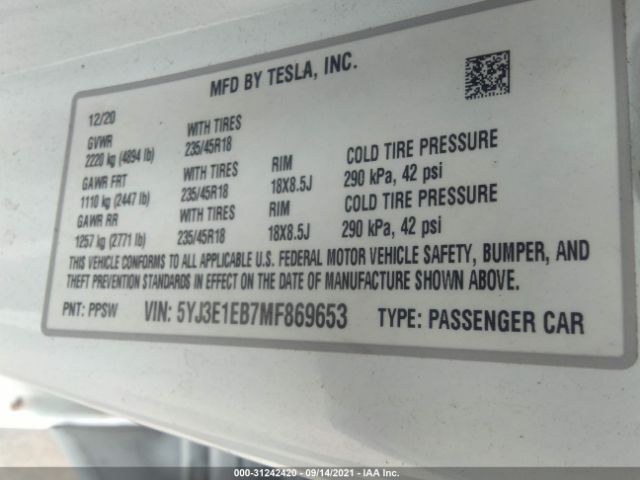 MFD BY TESLA, INC.
12/20
GVWR WITH TIRES
2220 kg (4894 lb) 235/45R18
GAWR FRT WITH TIRES RIM COLD TIRE PRESSURE
1110 kg (2447 lb) 235/45R18 18X8.5J 290 kPa, 42 psi
GAWR RR WITH TIRES RIM COLD TIRE PRESSURE
1257 kg (2771 lb) 235/45R18 18X8.5J 290 kPa, 42 psi
THIS VEHICLE CONFORMS TO ALL APPLICABLE U.S. FEDERAL MOTOR VEHICLE SAFETY, BUMPER, AND
THEFT PREVENTION STANDARDS IN EFFECT ON THE DATE OF MANUFACTURE SHOWN ABOVE.
PNT: PPSW VIN: 5YJ3E1EB7MF869653 TYPE: PASSENGER CAR
000-31242420 - 09/14/2021 - IAA Inc.